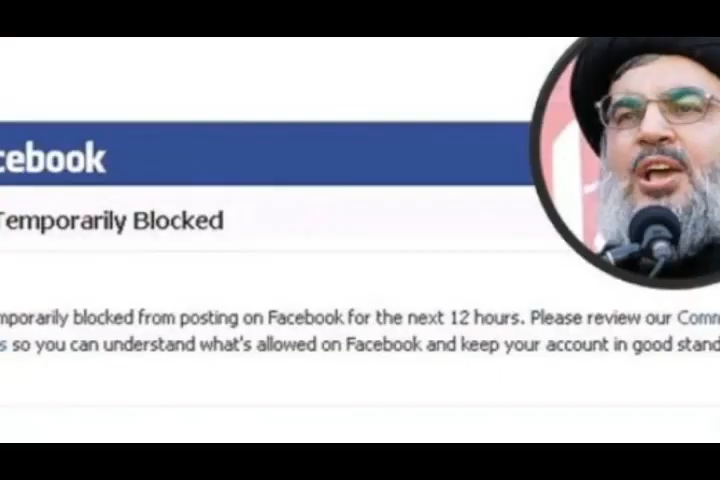 cebook
Temporarily Blocked
mporarily blocked from posting on Facebook for the next 12 hours. Please review our Comm
s so you can understand what's allowed on Facebook and keep your account in good stand